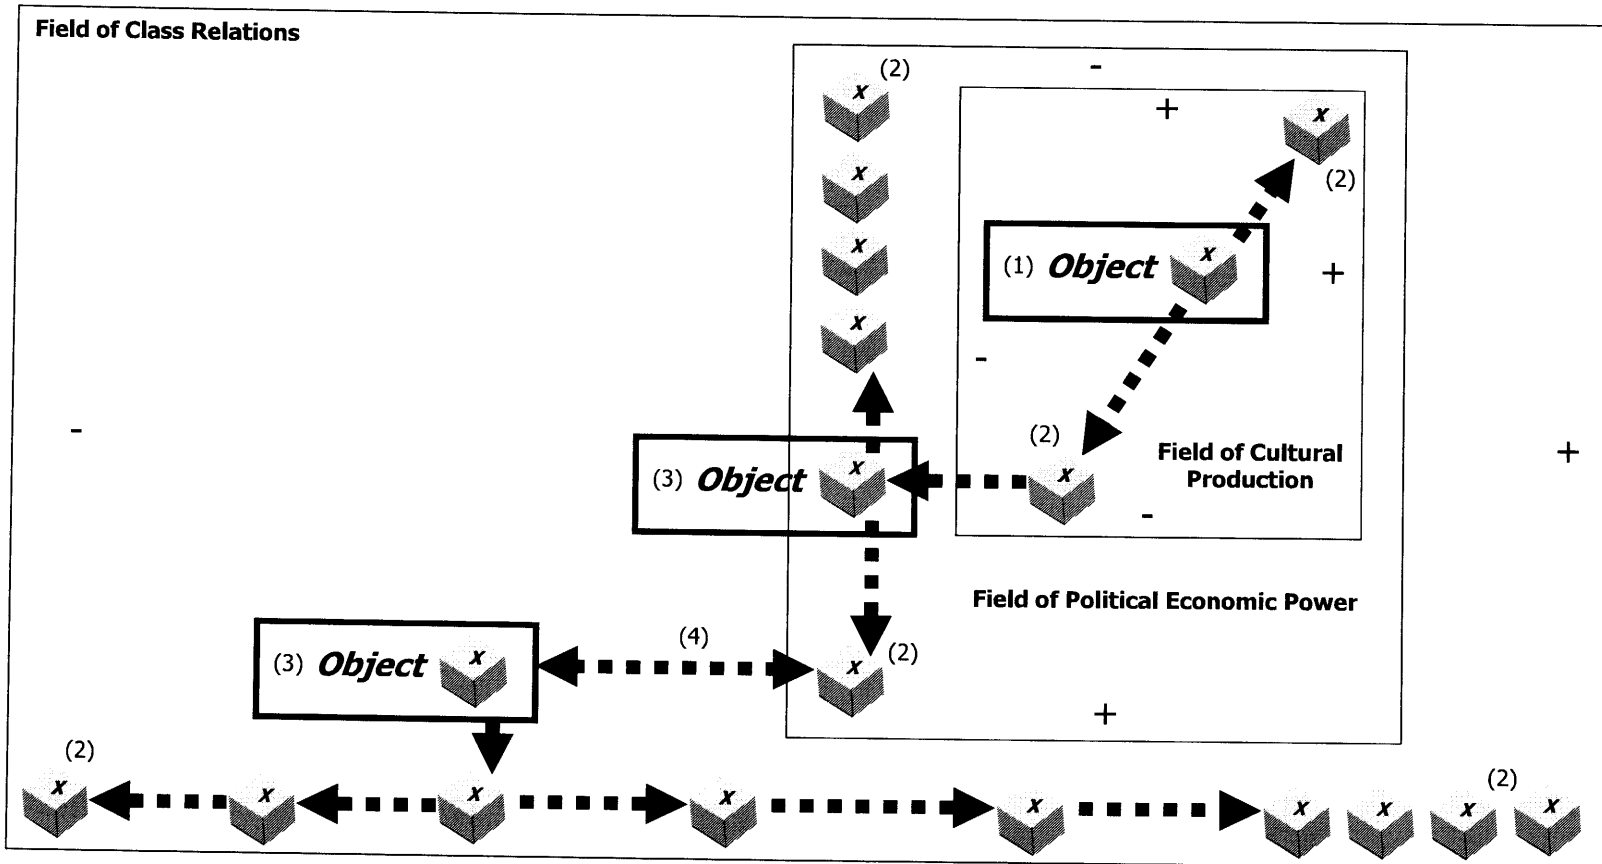 Field of Class Relations
(2)
-
x
+
x
(2)
x
x
(1) Object x
+
x
-
-
(2)
+
Field of Cultural
Production
(3) Object x
x
-
Field of Political Economic Power
(4)
(3) Object x
x (2)
+
(2)
(2)
x x x x x x x x x